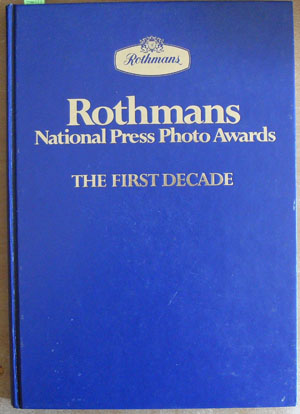 Rothmans
Rothmans
National Press Photo Awards
THE FIRST DECADE